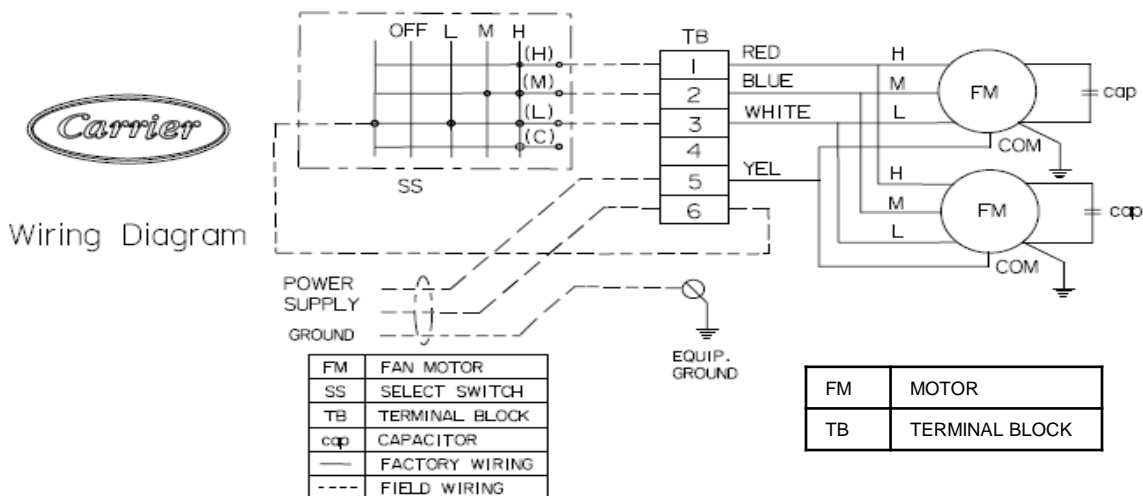 OFF L M H
(H)
(M)
(L)
(C)
SS
Carrier
Wiring Diagram
TB
1
2
3
4
5
6
RED
BLUE
WHITE
YEL
H
M
L
FM
cap
COM
H
M
L
FM
cap
COM
POWER
SUPPLY
GROUND
EQUIP.
GROUND
FM FAN MOTOR
SS SELECT SWITCH
TB TERMINAL BLOCK
cap CAPACITOR
FACTORY WIRING
FIELD WIRING
FM MOTOR
TB TERMINAL BLOCK